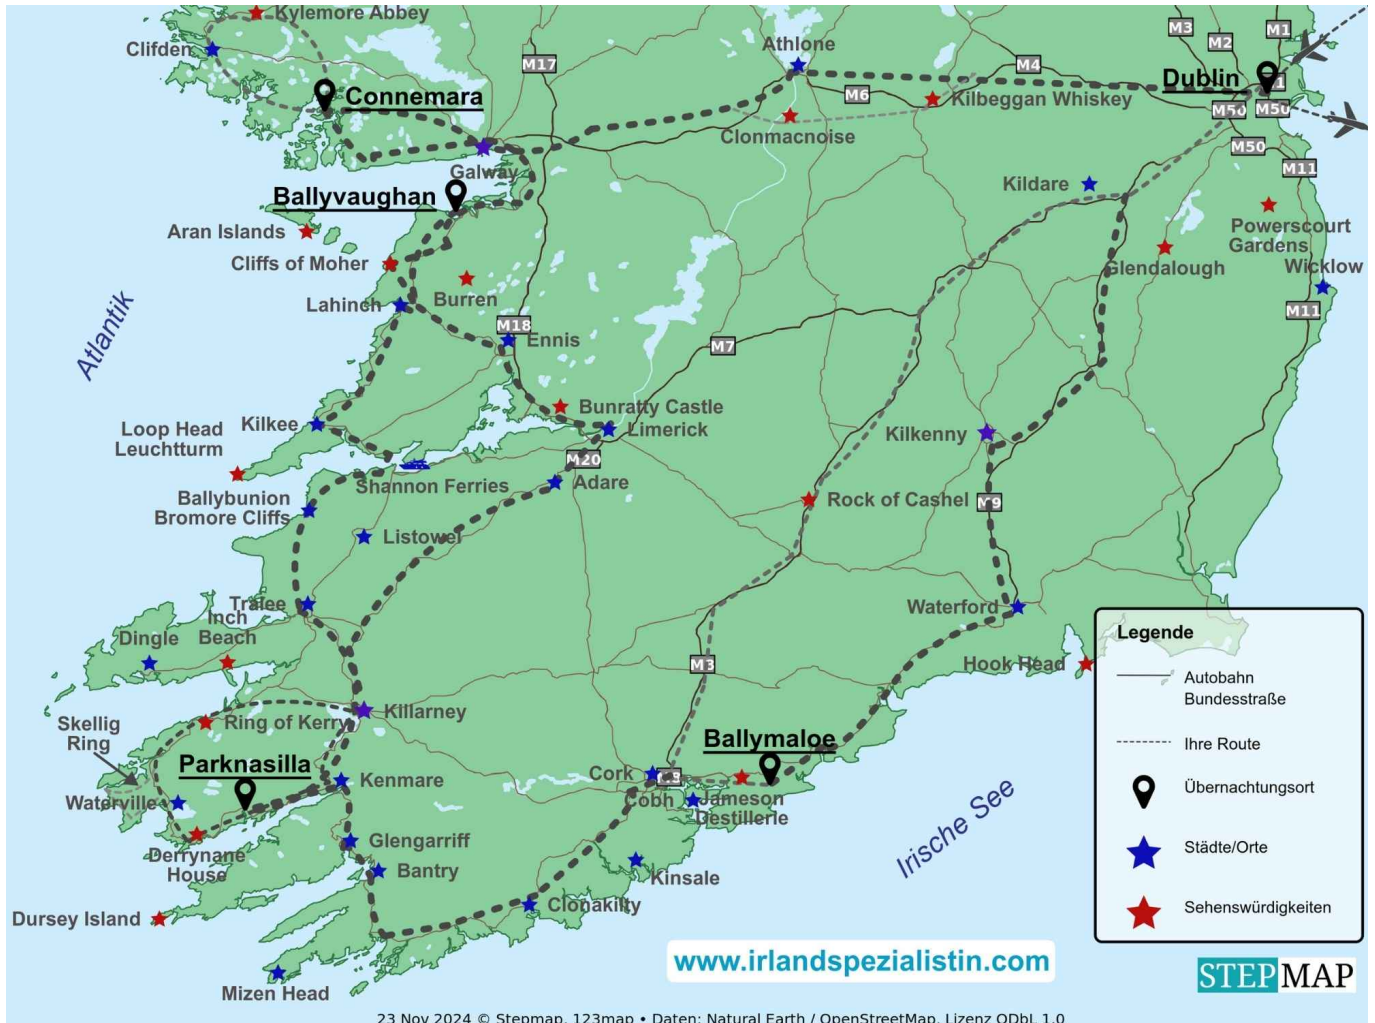 Kylemore Abbey
Clifden
Connemara
Galway
Ballyvaughan
Aran Islands
Cliffs of Moher
Burren
Lahinch
Atlantik
M17
Athlone
M6
M4
Kilbeggan Whiskey
Clonmacnoise
M3
M2
M1
Dublin
M50
M50
M50
M11
Kildare
Powerscourt
Gardens
Glendalough
Wicklow
M11
M18
Ennis
M7
Bunratty Castle
Limerick
Kilkee
Loop Head
Leuchtturm
M20
Shannon Ferries
Adare
Ballybunion
Bromore Cliffs
Listowel
Kilkenny
Rock of Cashel
M9
Tralee
Inch
Beach
Dingle
Waterford
Hook Head
M3
Skellig
Ring
Ring of Kerry
Killarney
Parknasilla
Kenmare
Waterville
Derrynane
House
Glengarriff
Bantry
Dursey Island
Mizen Head
Ballymaloe
Cork
Cobh
Jameson
Destillerie
Kinsale
Clonakilty
Irische See
Legende
Autobahn
Bundesstraße
Ihre Route
Übernachtungsort
Städte/Orte
Sehenswürdigkeiten
www.irlandspezialistin.com
STEPMAP
23 Nov 2024 © Stepmap, 123map • Daten: Natural Earth / OpenStreetMap, Lizenz ODbL 1.0